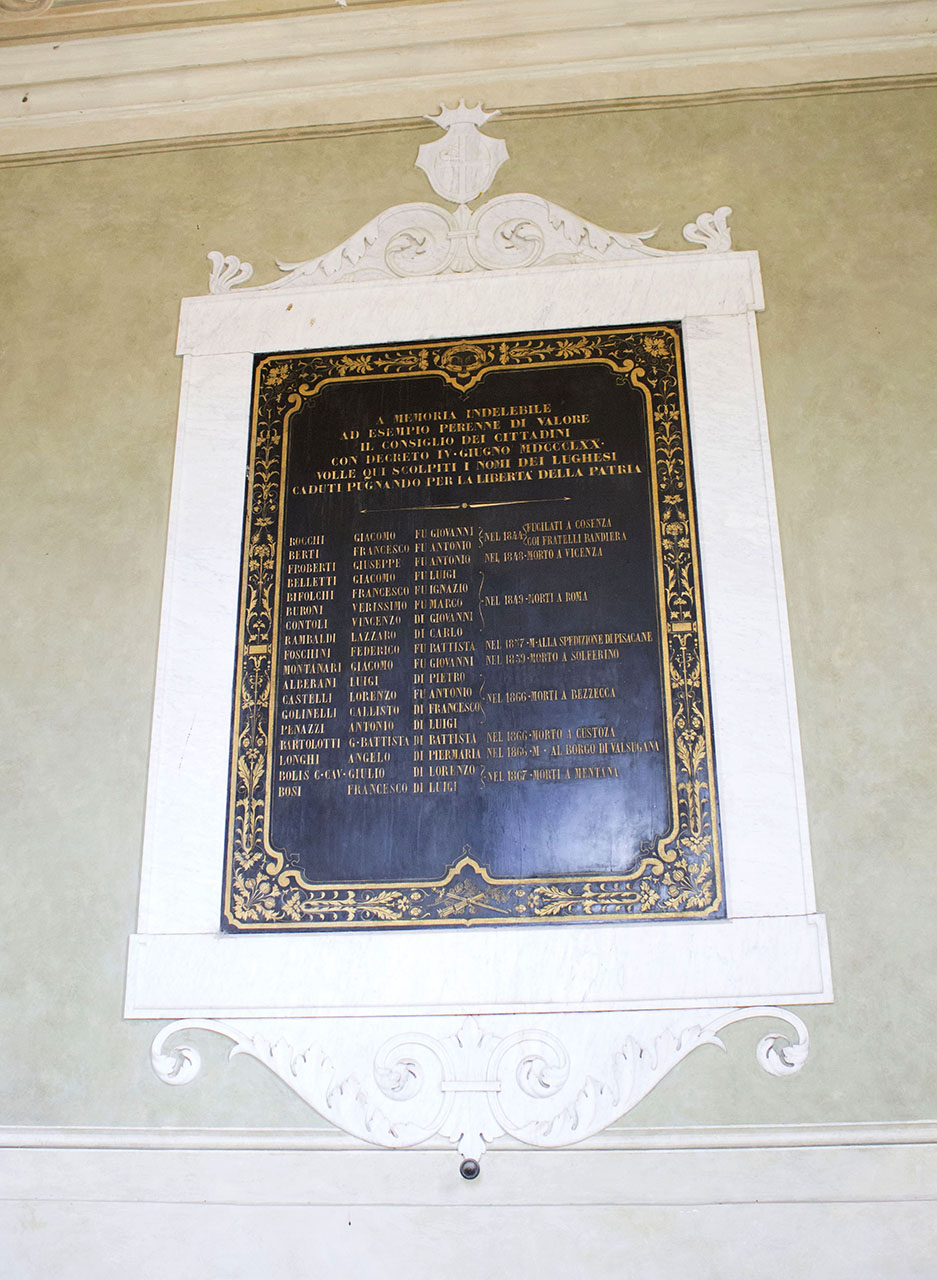 A MEMORIA INDELEBILE
AD ESEMPIO PERENNE DI VALORE
IL CONSIGLIO DEI CITTADINI
CON DECRETO IV·GIUGNO MDCCCLXX·
VOLLE QUI SCOLPITI I NOMI DEI LUGHESI
CADUTI PUGNANDO PER LA LIBERTÀ DELLA PATRIA
ROCCHI GIACOMO FU GIOVANNI NEL 1844 FUCILATI A COSENZA
BERTI FRANCESCO FU ANTONIO COI FRATELLI BANDIERA
FROBERTI GIUSEPPE FU ANTONIO NEL 1848·MORTO A VICENZA
BELLETTI GIACOMO FU LUIGI
BIFOLCHI FRANCESCO FU IGNAZIO
BURONI VERISSIMO FU MARCO NEL 1849·MORTI A ROMA
CONTOLI VINCENZO DI GIOVANNI
RAMBALDI LAZZARO DI CARLO
FOSCHINI FEDERICO FU BATTISTA NEL 1857·M·ALLA SPEDIZIONE DI PISACANE
MONTANARI GIACOMO FU GIOVANNI NEL 1859·MORTO A SOLFERINO
ALBERANI LUIGI DI PIETRO
CASTELLI LORENZO FU ANTONIO NEL 1866·MORTI A BEZZECCA
GOLINELLI CALLISTO DI FRANCESCO
PENAZZI ANTONIO DI LUIGI
BARTOLOTTI G·BATTISTA DI BATTISTA NEL 1866·MORTO A CUSTOZA
LONGHI ANGELO DI PIERMARIA NEL 1866·M· AL BORGO DI VALSUGANA
BOLIS C·CAV·GIULIO DI LORENZO NEL 1867·MORTI A MENTANA
BOSI FRANCESCO DI LUIGI